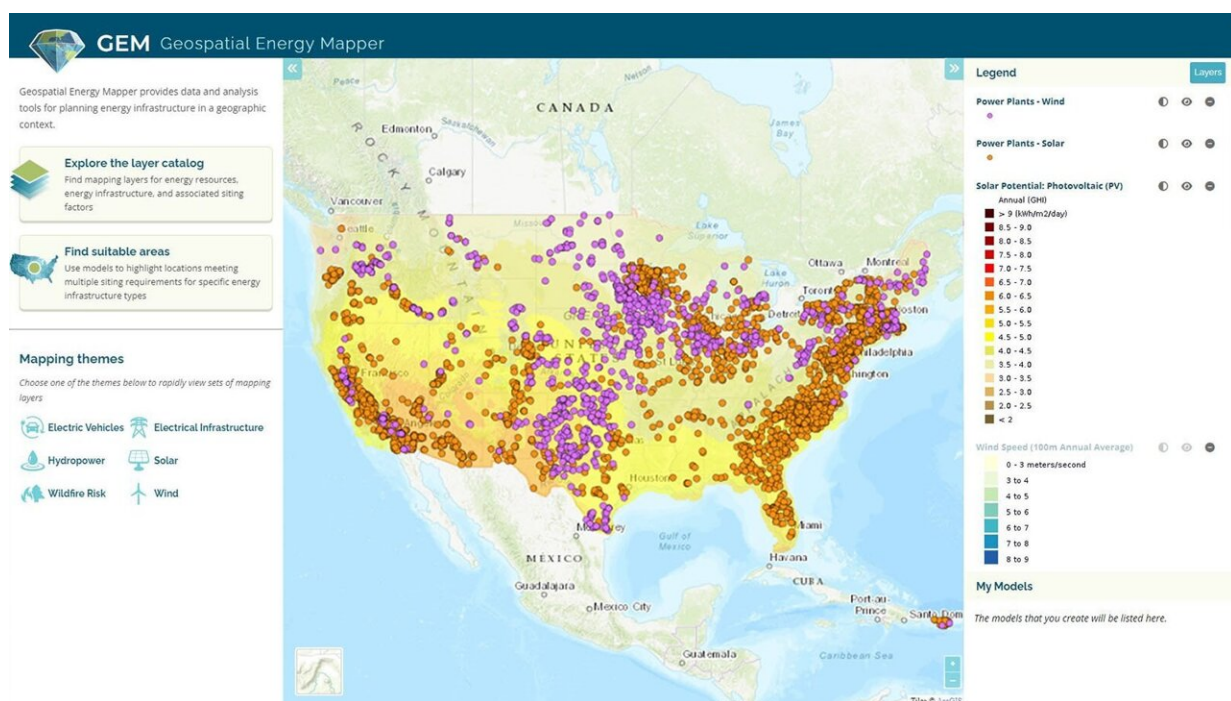 GEM Geospatial Energy Mapper
Geospatial Energy Mapper provides data and analysis
tools for planning energy infrastructure in a geographic
context.
Explore the layer catalog
Find mapping layers for energy resources,
energy infrastructure, and associated siting
factors
Find suitable areas
Use models to highlight locations meeting
multiple siting requirements for specific energy
infrastructure types
Mapping themes
Choose one of the themes below to rapidly view sets of mapping
layers
Electric Vehicles
Electrical Infrastructure
Hydropower
Solar
Wildfire Risk
Wind
Peace
Nelson
CANADA
James
Bay
Edmonton
Saskatchewan
ROCKY
Calgary
Vancouver
Lake
Superior
Ottawa
Montreal
Lake
Huron
Toronto
Detroit
Houston
Miami
Gulf of
Mexico
MÉXICO
Havana
CUBA
Guadalajara
Mexico City
Port-au-
Prince
Santo Dom
Guatemala
Caribbean Sea
Legend
Layers
Power Plants - Wind
Power Plants - Solar
Solar Potential: Photovoltaic (PV)
Annual (GHI)
> 9 (kWh/m2/day)
8.5 - 9.0
8.0 - 8.5
7.5 - 8.0
7.0 - 7.5
6.5 - 7.0
6.0 - 6.5
5.5 - 6.0
5.0 - 5.5
4.5 - 5.0
4.0 - 4.5
3.5 - 4.0
3.0 - 3.5
2.5 - 3.0
2.0 - 2.5
< 2
Wind Speed (100m Annual Average)
0 - 3 meters/second
3 to 4
4 to 5
5 to 6
6 to 7
7 to 8
8 to 9
My Models
The models that you create will be listed here.